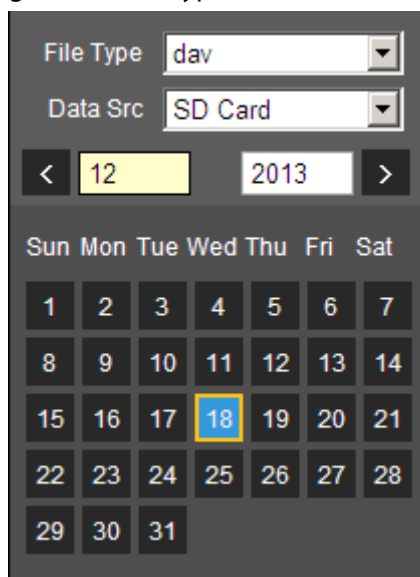 File Type dav
Data Src SD Card
< 12 2013 >
Sun Mon Tue Wed Thu Fri Sat
1 2 3 4 5 6 7
8 9 10 11 12 13 14
15 16 17 18 19 20 21
22 23 24 25 26 27 28
29 30 31